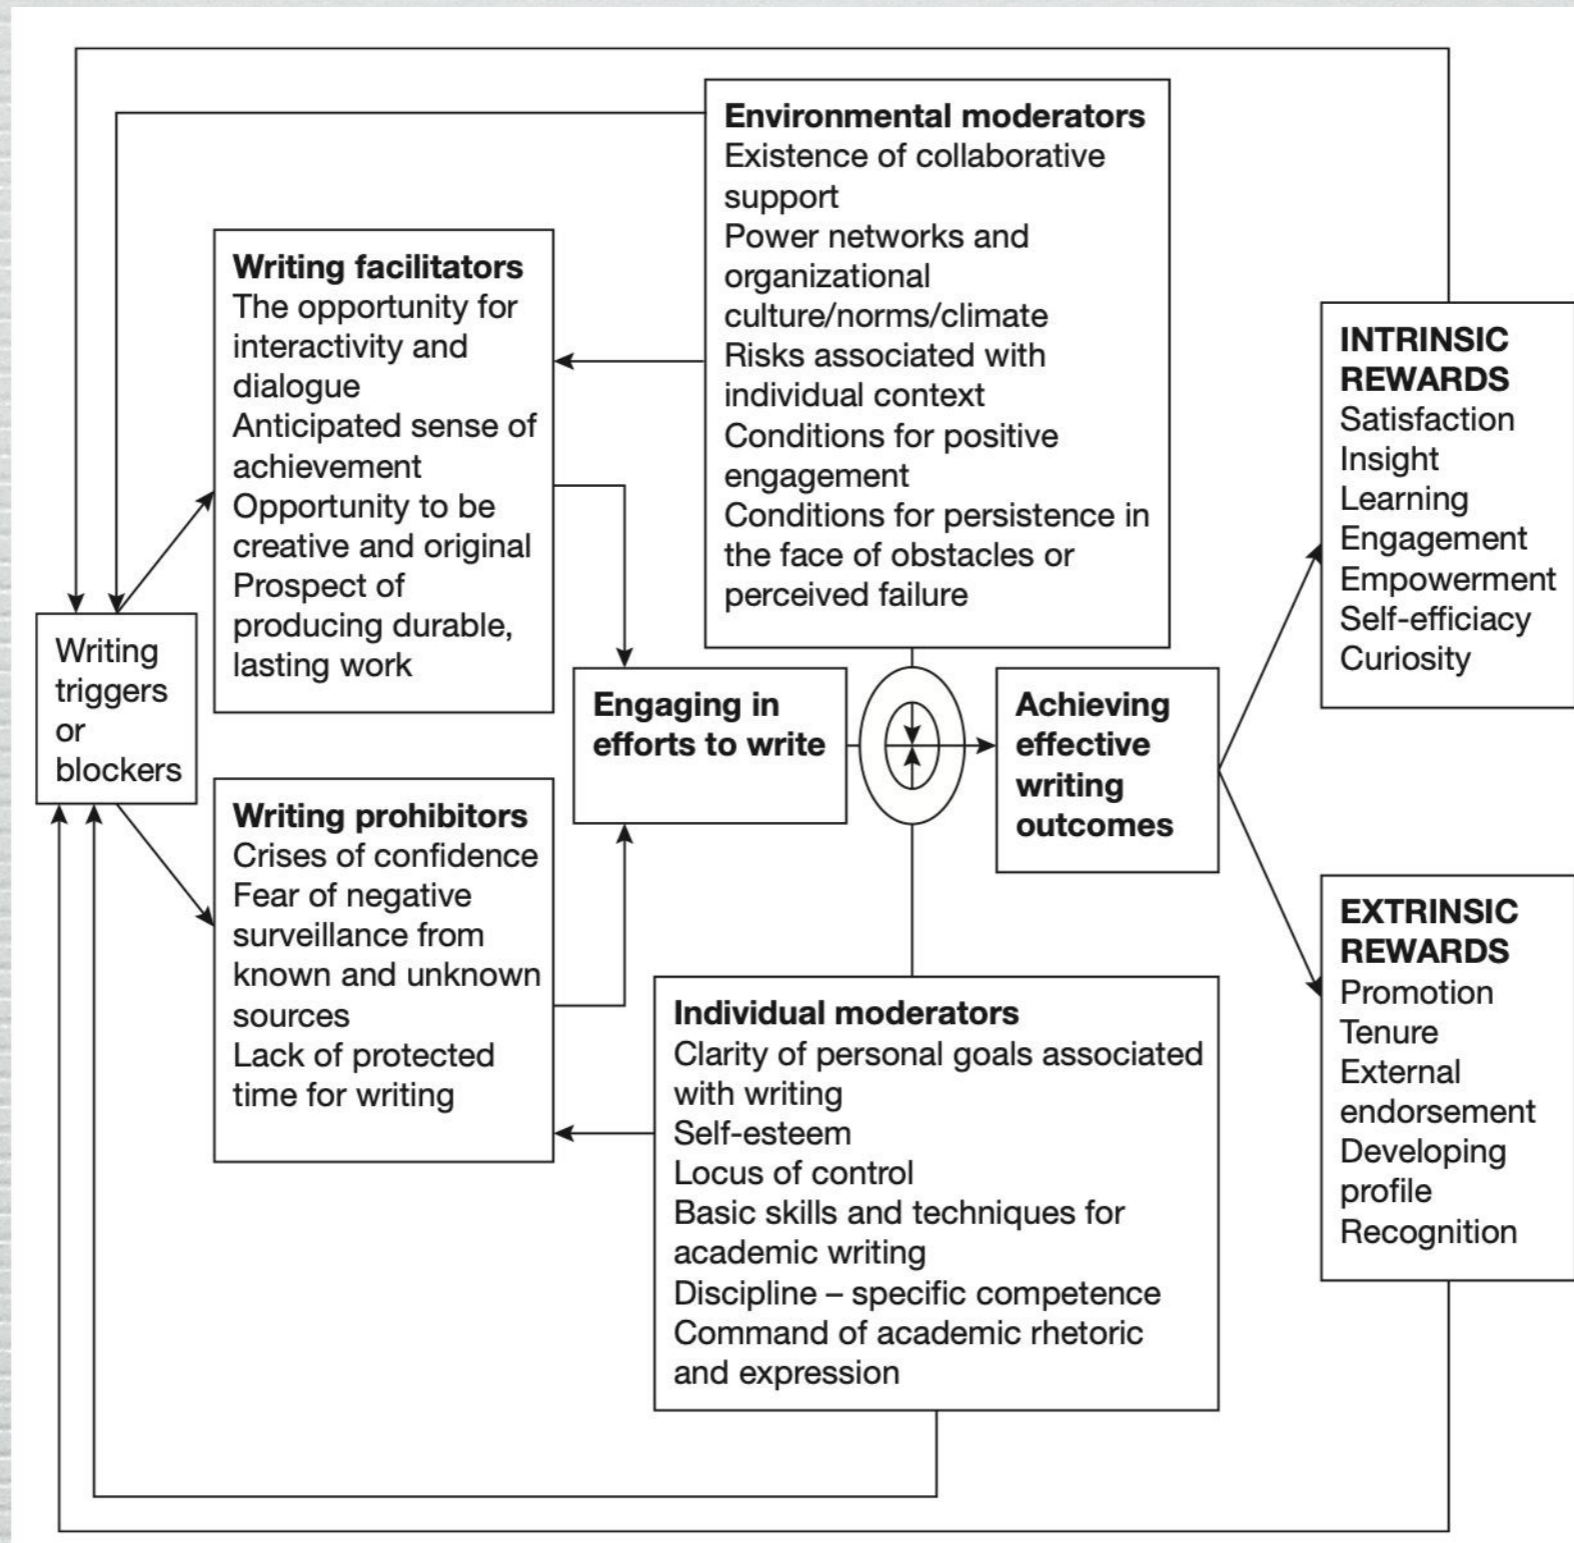 Environmental moderators
Existence of collaborative
support
Power networks and
organizational
culture/norms/climate
Risks associated with
individual context
Conditions for positive
engagement
Conditions for persistence in
the face of obstacles or
perceived failure
Writing facilitators
The opportunity for
interactivity and
dialogue
Anticipated sense of
achievement
Opportunity to be
creative and original
Prospect of
producing durable,
lasting work
Writing
triggers
or
blockers
Writing prohibitors
Crises of confidence
Fear of negative
surveillance from
known and unknown
sources
Lack of protected
time for writing
Engaging in
efforts to write
Achieving
effective
writing
outcomes
Individual moderators
Clarity of personal goals associated
with writing
Self-esteem
Locus of control
Basic skills and techniques for
academic writing
Discipline – specific competence
Command of academic rhetoric
and expression
INTRINSIC
REWARDS
Satisfaction
Insight
Learning
Engagement
Empowerment
Self-efficiacy
Curiosity
EXTRINSIC
REWARDS
Promotion
Tenure
External
endorsement
Developing
profile
Recognition